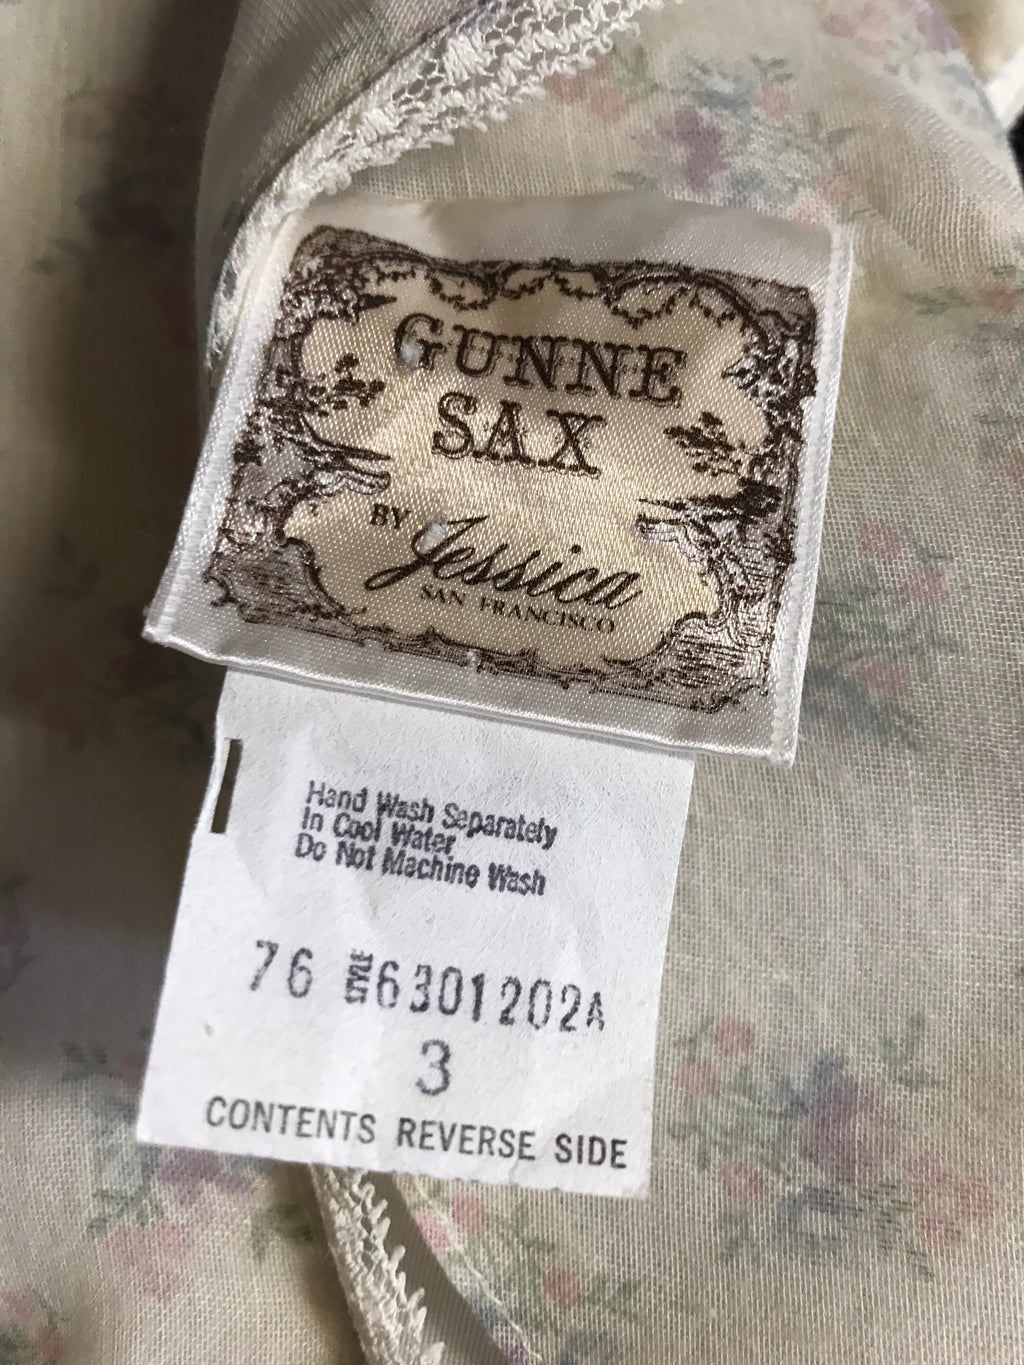 GUNNE
SAX
BY Jessica
SAN FRANCISCO
Hand Wash Separately
In Cool Water
Do Not Machine Wash
76 STYLE 6301202A
3
CONTENTS REVERSE SIDE